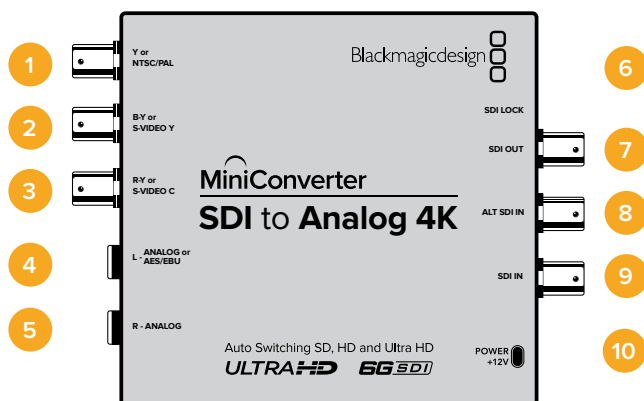 1
Y or
NTSC/PAL
2
B-Y or
S-VIDEO Y
3
R-Y or
S-VIDEO C
4
L - ANALOG or
AES/EBU
5
R - ANALOG
Blackmagicdesign
MiniConverter
SDI to Analog 4K
Auto Switching SD, HD and Ultra HD
ULTRA HD 6G SDI
6
SDI LOCK
7
SDI OUT
8
ALT SDI IN
9
SDI IN
10
POWER
+12V